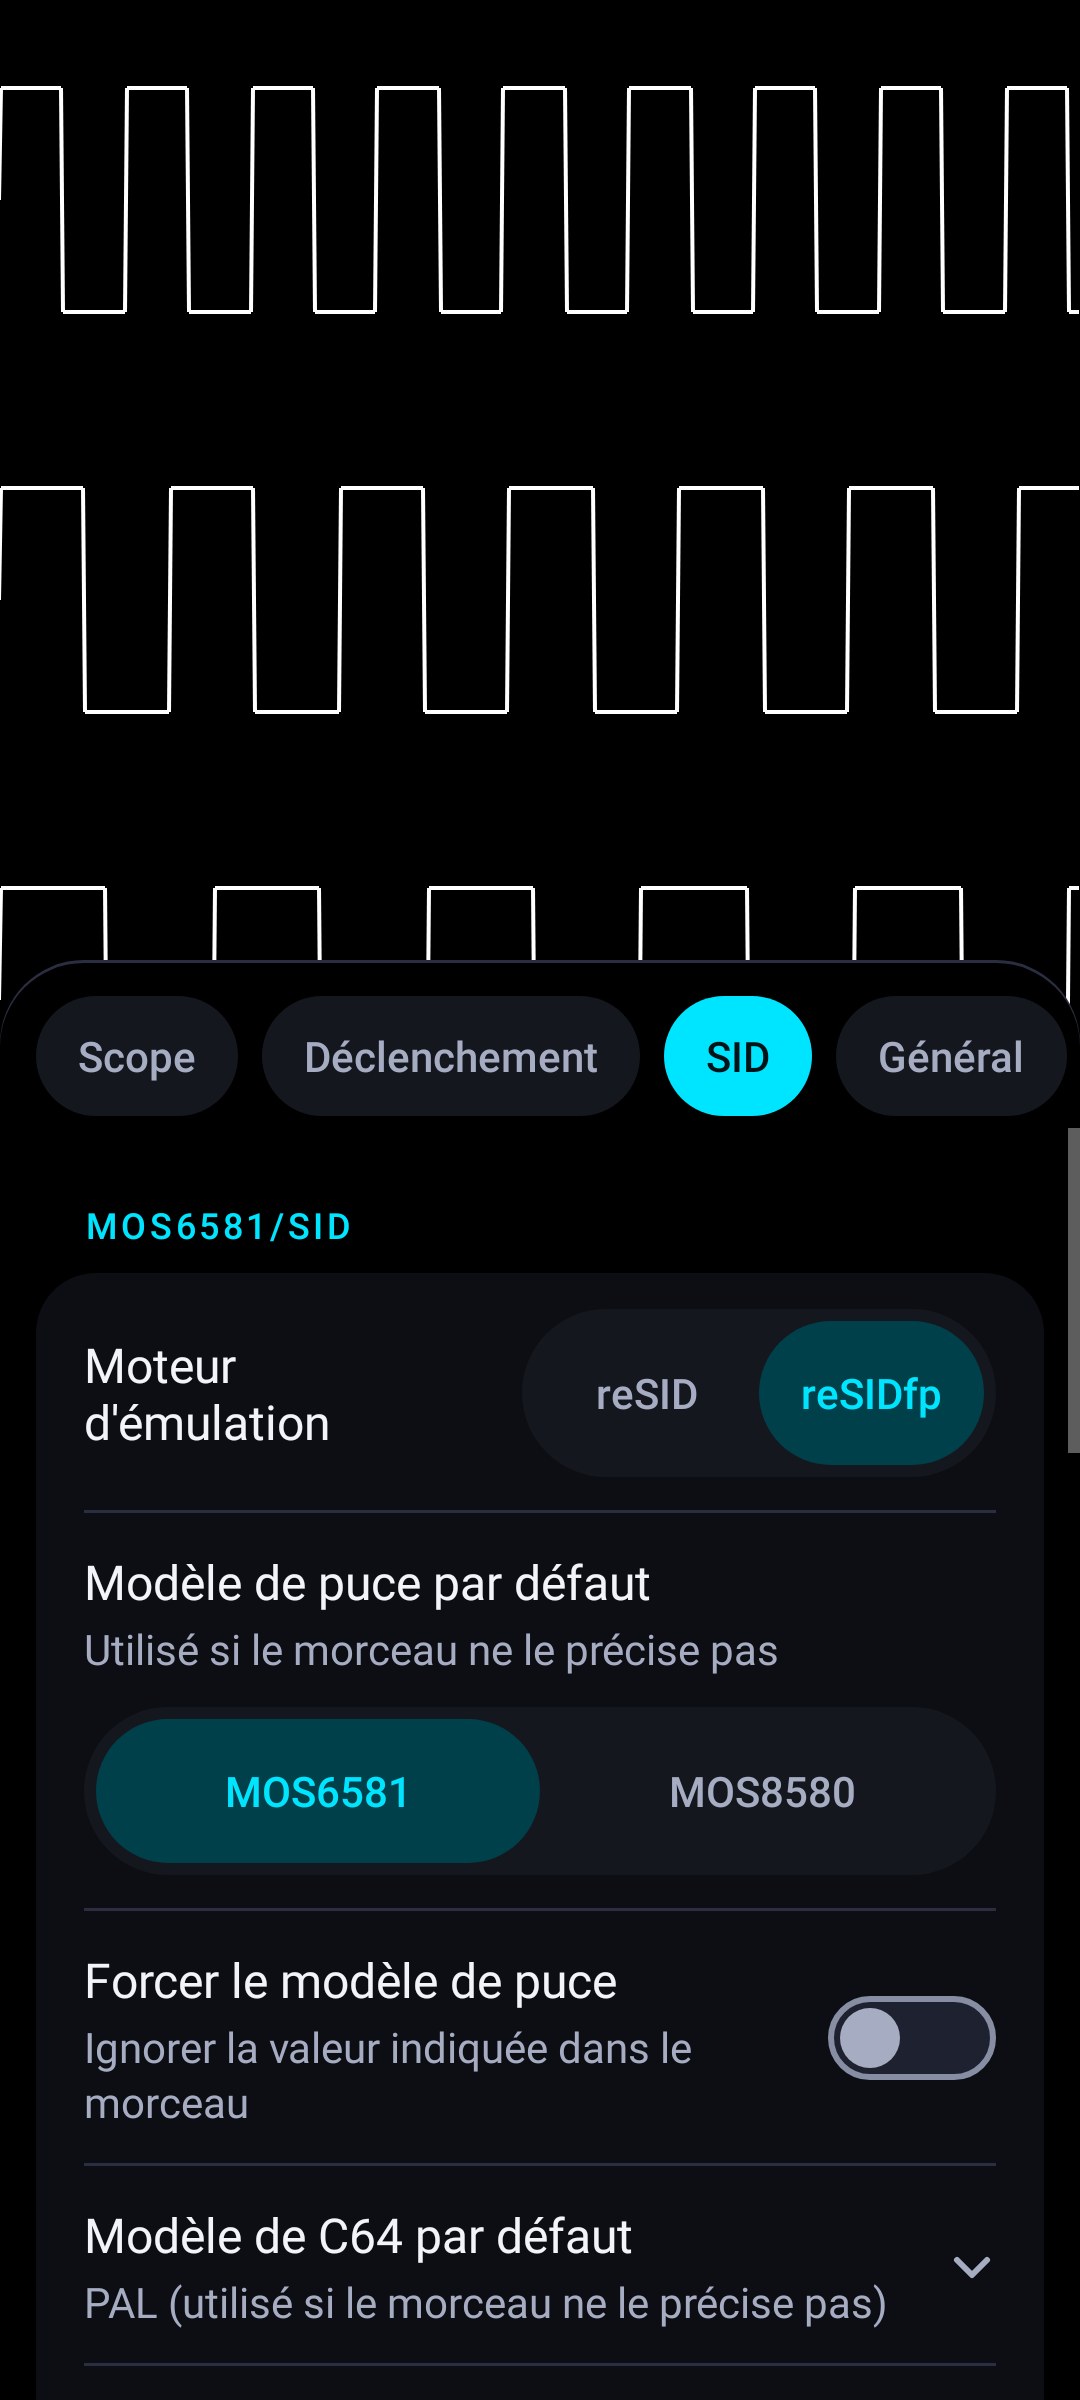 Scope
Déclenchement
SID
Général
MOS6581/SID
Moteur
d'émulation
reSID
reSIDfp
Modèle de puce par défaut
Utilisé si le morceau ne le précise pas
MOS6581
MOS8580
Forcer le modèle de puce
Ignorer la valeur indiquée dans le
morceau
Modèle de C64 par défaut
PAL (utilisé si le morceau ne le précise pas)